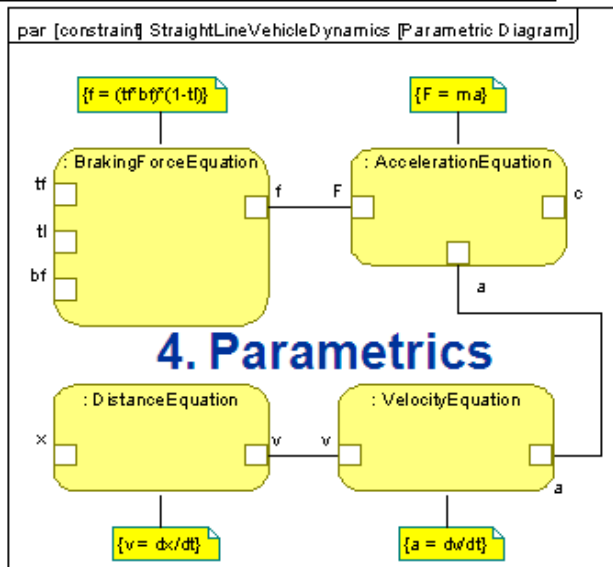 par [constraint] StraightLineVehicleDynamics [Parametric Diagram]
{f = (tf*bf)*(1-tl)}
{F = ma}
: BrakingForceEquation
: AccelerationEquation
tf
f
F
c
tl
bf
a
4. Parametrics
: DistanceEquation
: VelocityEquation
x
v
v
a
{v = dx/dt}
{a = dv/dt}